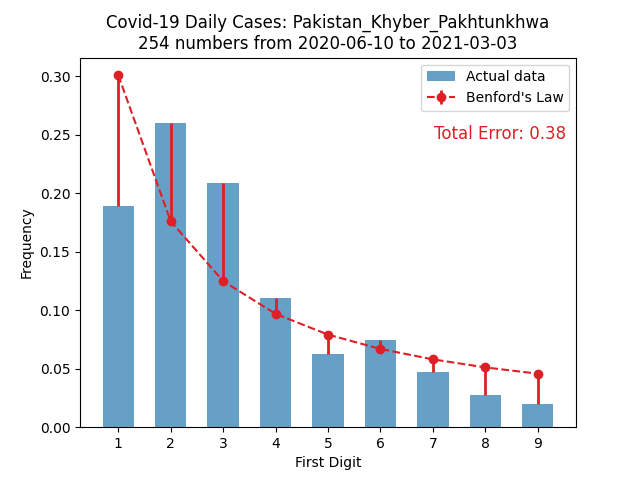 Covid-19 Daily Cases: Pakistan_Khyber_Pakhtunkhwa
254 numbers from 2020-06-10 to 2021-03-03
Actual data
Benford's Law
Total Error: 0.38
Frequency
0.30
0.25
0.20
0.15
0.10
0.05
0.00
1 2 3 4 5 6 7 8 9
First Digit